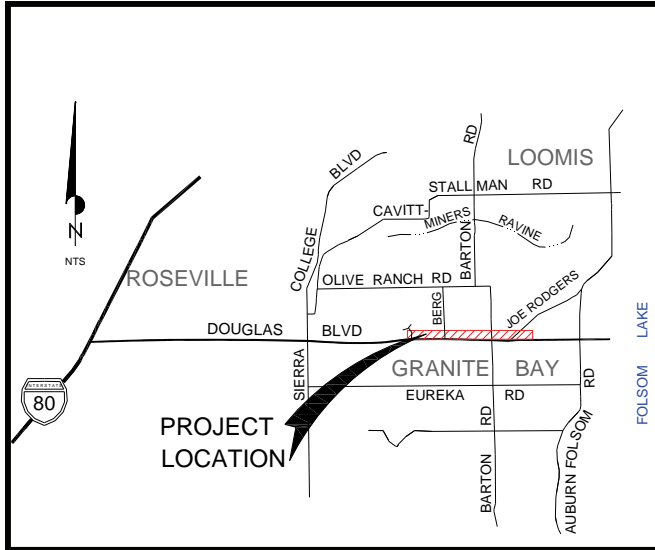 BLVD
RD
LOOMIS
STALLMAN RD
CAVITT-
MINERS
RAVINE
N
NTS
COLLEGE
BARTON
ROSEVILLE
OLIVE RANCH RD
BERG
JOE RODGERS
DOUGLAS BLVD
FOLSOM LAKE
SIERRA
GRANITE BAY
RD
EUREKA RD
INTERSTATE
80
PROJECT
LOCATION
RD
BARTON
AUBURN FOLSOM